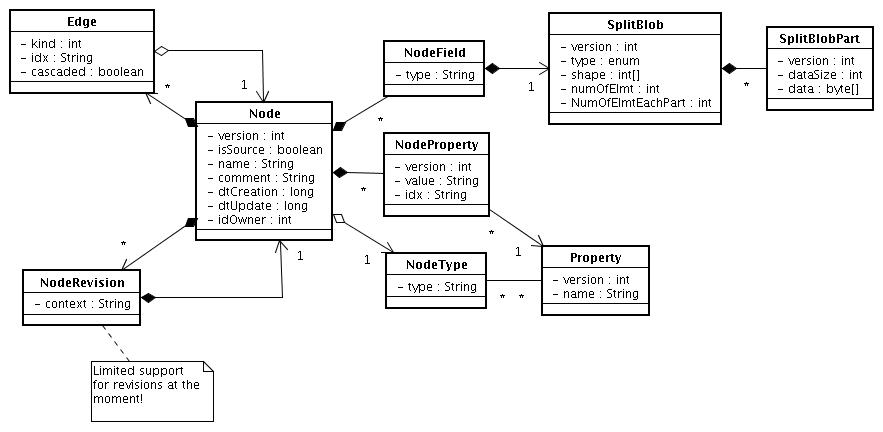 Edge
- kind : int
- idx : String
- cascaded : boolean
*
1
Node
- version : int
- isSource : boolean
- name : String
- comment : String
- dtCreation : long
- dtUpdate : long
- idOwner : int
*
1
NodeRevision
- context : String
Limited support
for revisions at the
moment!
NodeField
- type : String
*
1
SplitBlob
- version : int
- type : enum
- shape : int[]
- numOfElmt : int
- NumOfElmtEachPart : int
*
SplitBlobPart
- version : int
- dataSize : int
- data : byte[]
NodeProperty
- version : int
- value : String
- idx : String
*
*
1
NodeType
- type : String
1
* *
Property
- version : int
- name : String